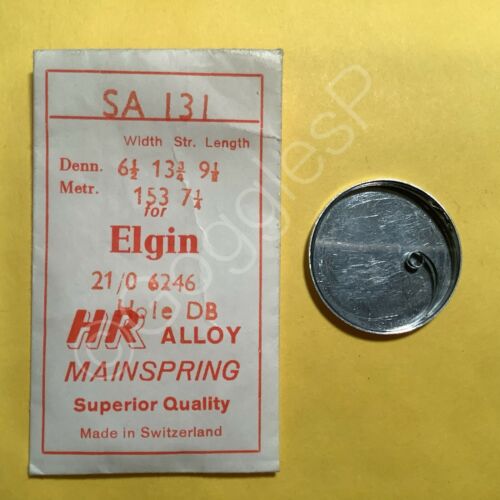 SA 131
Width Str. Length
Denn. 6½ 13¾ 9½
Metr. 153 7¼
for
Elgin
21/0 6246
Hole DB
HR ALLOY
MAINSPRING
Superior Quality
Made in Switzerland